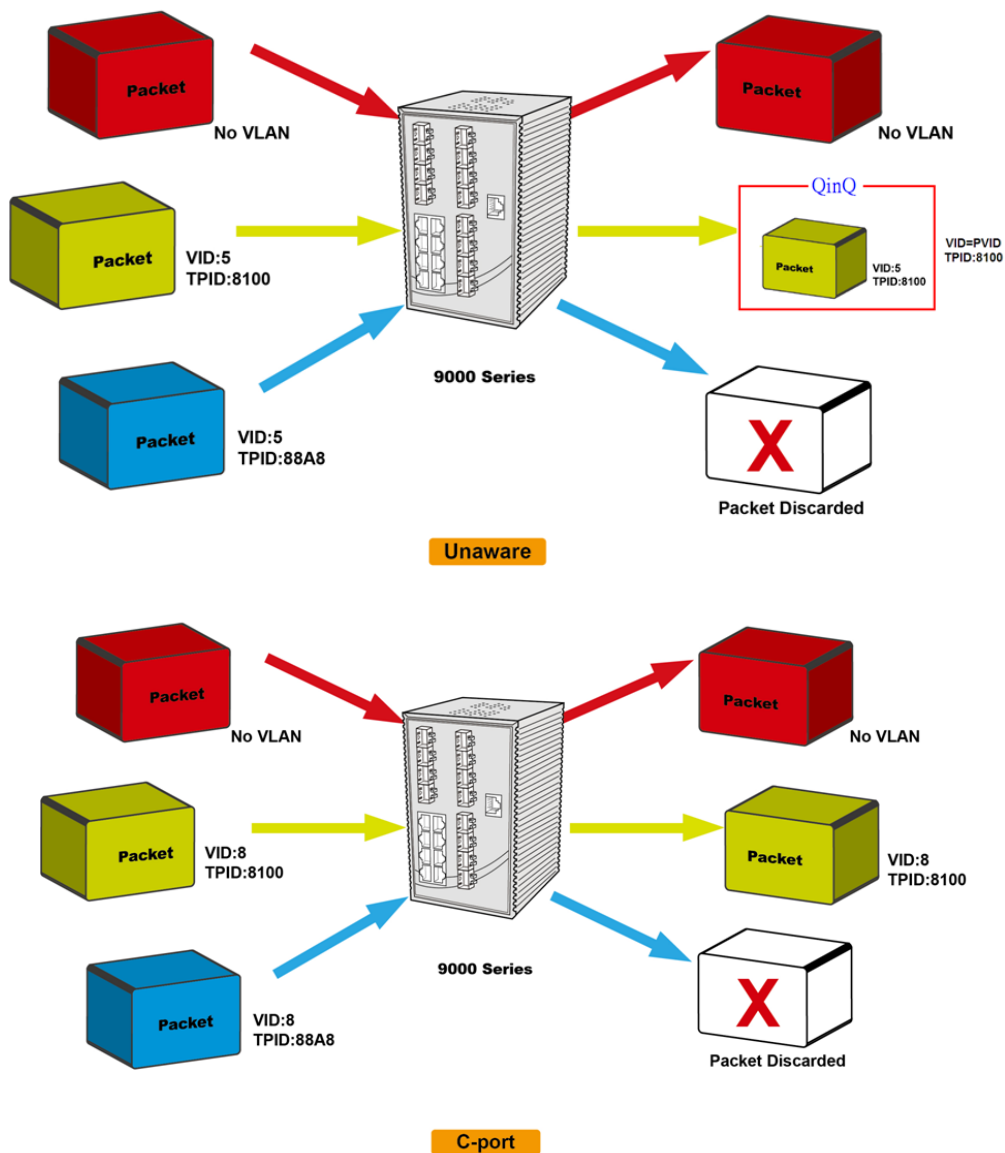 Packet
No VLAN
Packet
No VLAN
Packet
VID:5
TPID:8100
QinQ
Packet
VID:5
TPID:8100
VID=PVID
TPID:8100
Packet
VID:5
TPID:88A8
9000 Series
X
Packet Discarded
Unaware
Packet
No VLAN
Packet
No VLAN
Packet
VID:8
TPID:8100
Packet
VID:8
TPID:8100
Packet
VID:8
TPID:88A8
9000 Series
X
Packet Discarded
C-port